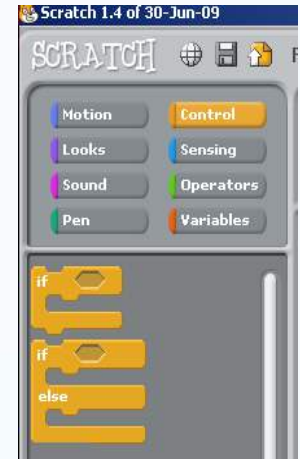 Scratch 1.4 of 30-Jun-09
SCRATCH
Motion Control
Looks Sensing
Sound Operators
Pen Variables
if
if
else